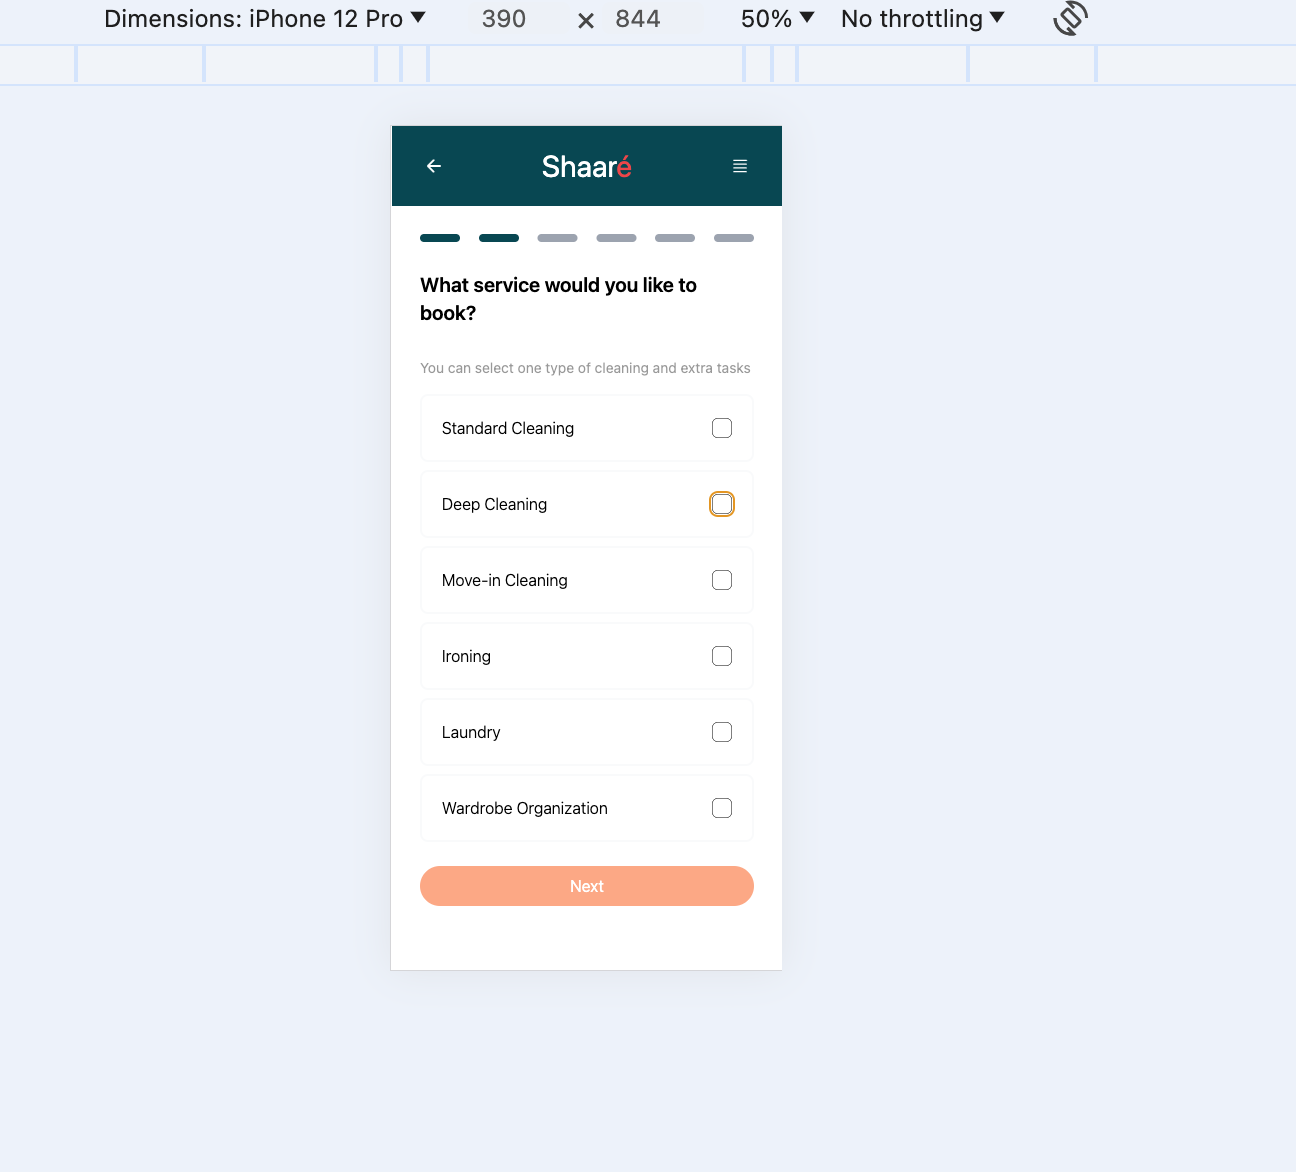 Dimensions: iPhone 12 Pro ▼ 390 × 844 50% ▼ No throttling ▼
Shaaré
What service would you like to
book?
You can select one type of cleaning and extra tasks
Standard Cleaning
Deep Cleaning
Move-in Cleaning
Ironing
Laundry
Wardrobe Organization
Next